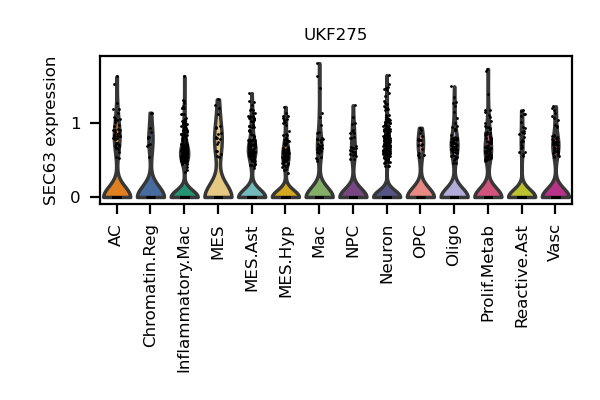 UKF275
SEC63 expression
1
0
AC
Chromatin.Reg
Inflammatory.Mac
MES
MES.Ast
MES.Hyp
Mac
NPC
Neuron
OPC
Oligo
Prolif.Metab
Reactive.Ast
Vasc